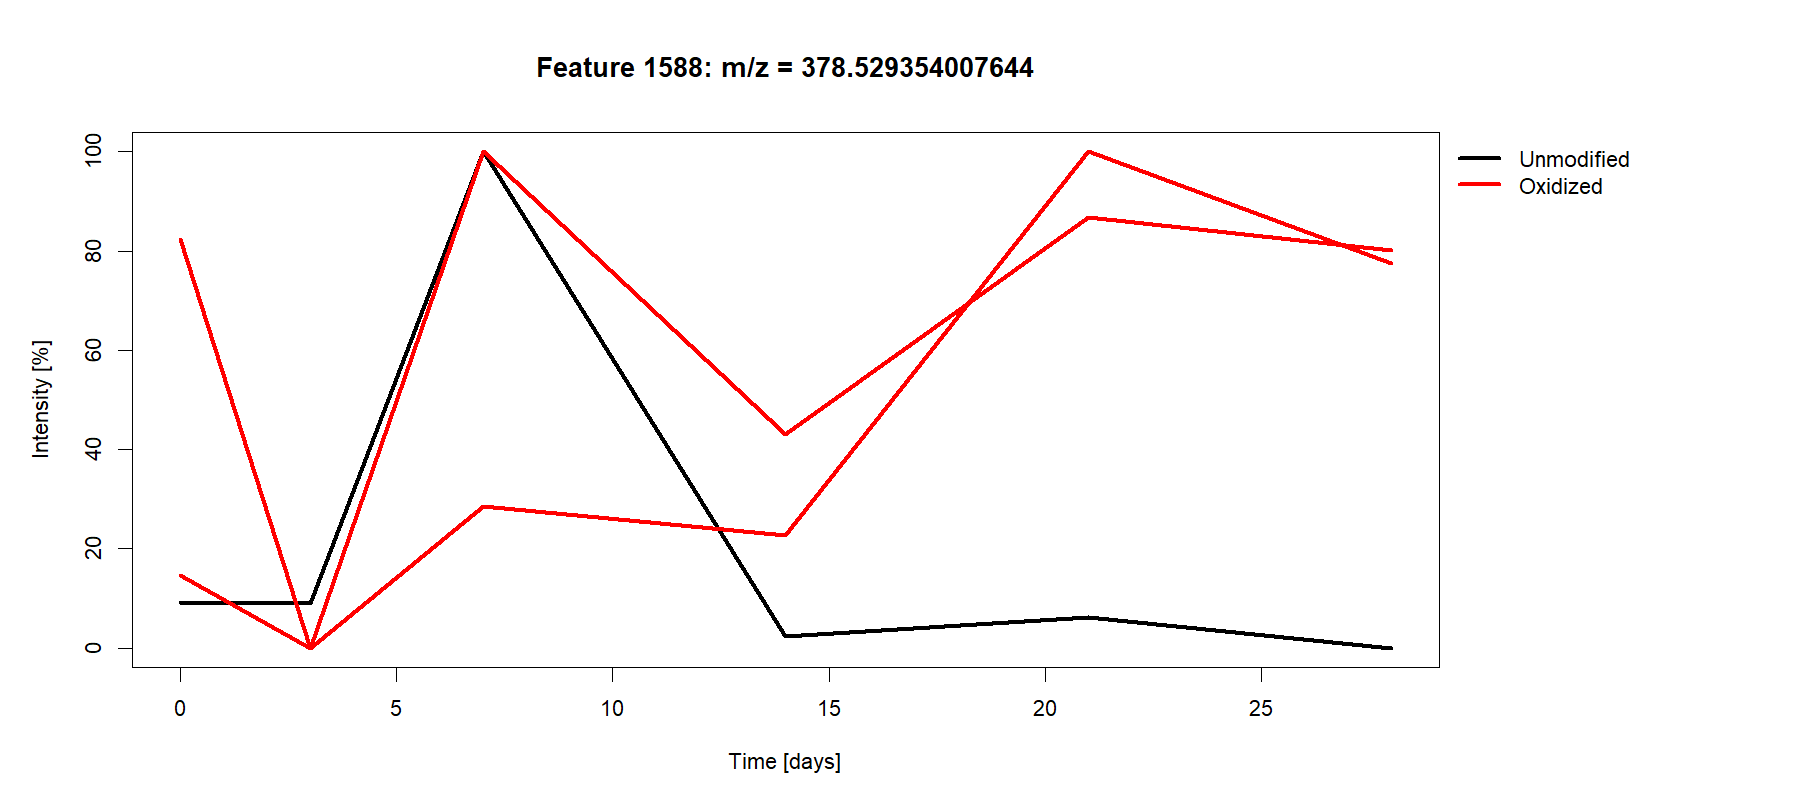 Feature 1588: m/z = 378.529354007644
Unmodified
Oxidized
Intensity [%]
100
80
60
40
20
0
0 5 10 15 20 25
Time [days]